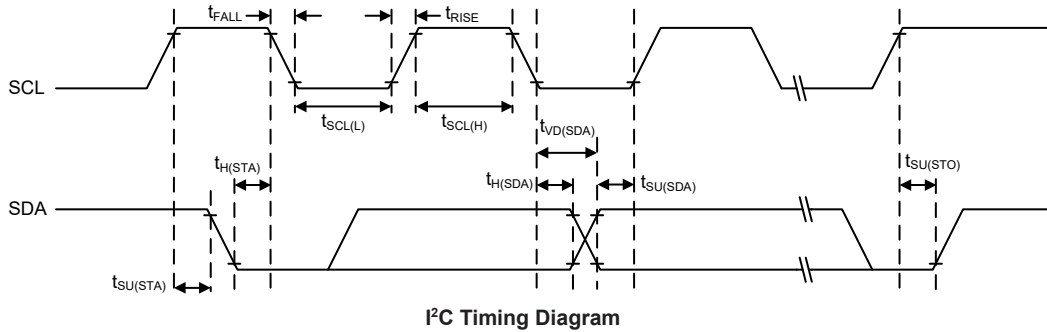 tFALL
tRISE
SCL
tSCL(L)
tSCL(H)
tVD(SDA)
tH(STA)
tH(SDA)
tSU(SDA)
tSU(STO)
SDA
tSU(STA)
I²C Timing Diagram